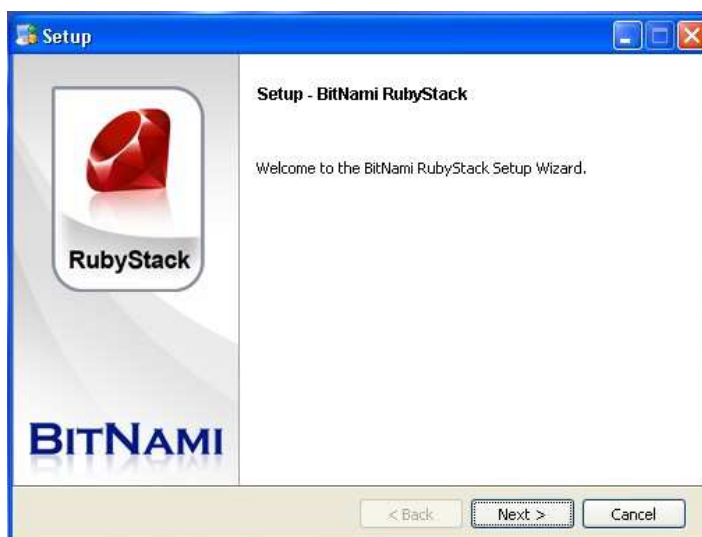 Setup
Setup - BitNami RubyStack
Welcome to the BitNami RubyStack Setup Wizard.
RubyStack
BITNAMI
< Back
Next >
Cancel